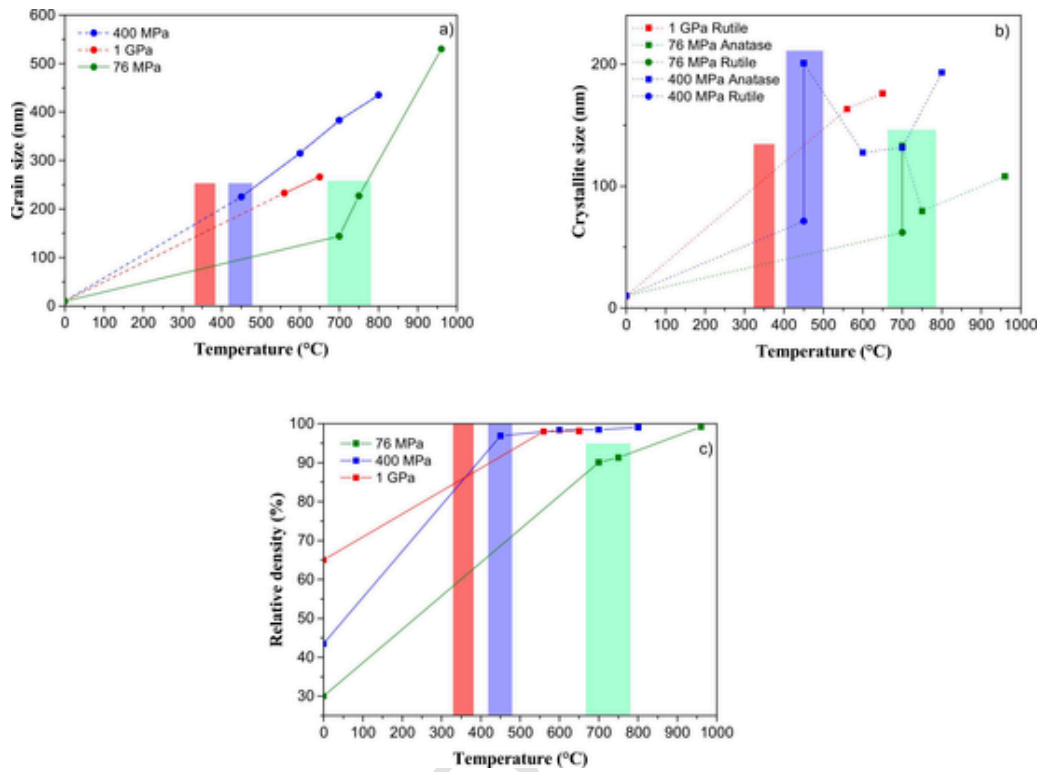 a)
400 MPa
1 GPa
76 MPa
600
500
400
300
200
100
0
Grain size (nm)
0 100 200 300 400 500 600 700 800 900 1000
Temperature (°C)
b)
1 GPa Rutile
76 MPa Anatase
76 MPa Rutile
400 MPa Anatase
400 MPa Rutile
200
100
0
Crystallite size (nm)
0 100 200 300 400 500 600 700 800 900 1000
Temperature (°C)
c)
76 MPa
400 MPa
1 GPa
100
90
80
70
60
50
40
30
Relative density (%)
0 100 200 300 400 500 600 700 800 900 1000
Temperature (°C)